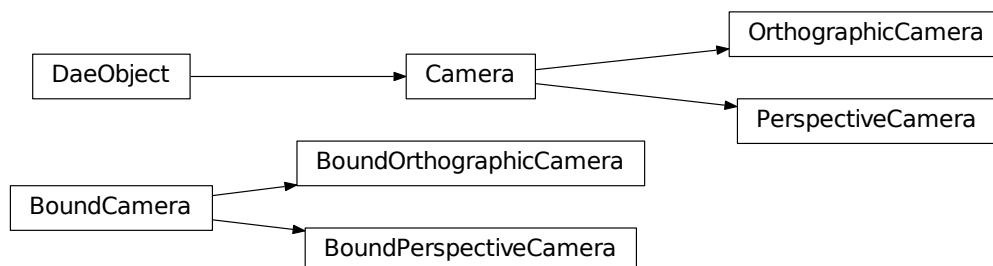 OrthographicCamera
DaeObject
Camera
PerspectiveCamera
BoundOrthographicCamera
BoundCamera
BoundPerspectiveCamera